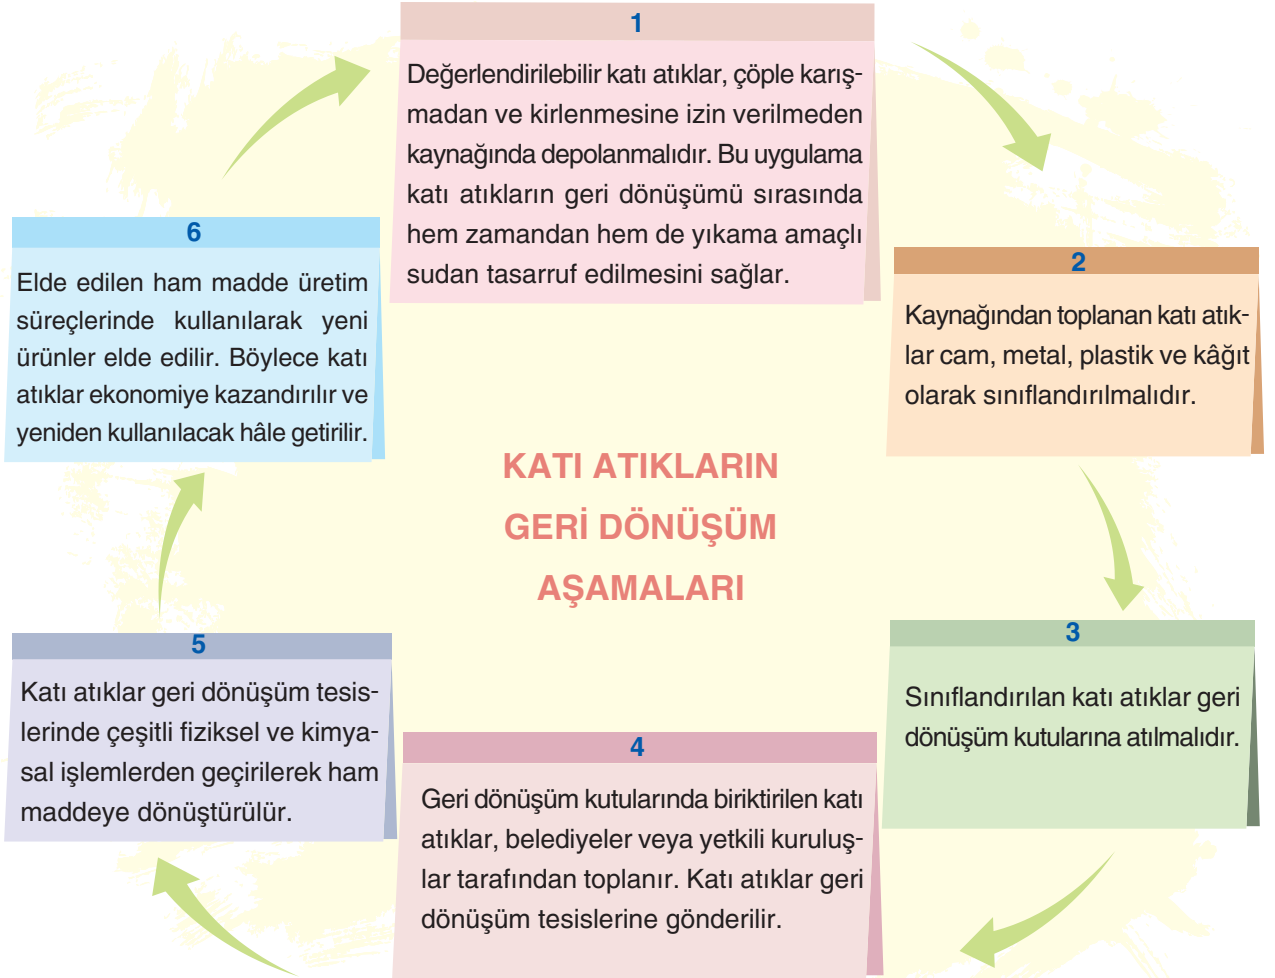 1
Değerlendirilebilir katı atıklar, çöple karış-
madan ve kirlenmesine izin verilmeden
kaynağında depolanmalıdır. Bu uygulama
katı atıkların geri dönüşümü sırasında
hem zamandan hem de yıkama amaçlı
sudan tasarruf edilmesini sağlar.
2
Kaynağından toplanan katı atık-
lar cam, metal, plastik ve kâğıt
olarak sınıflandırılmalıdır.
3
Sınıflandırılan katı atıklar geri
dönüşüm kutularına atılmalıdır.
4
Geri dönüşüm kutularında biriktirilen katı
atıklar, belediyeler veya yetkili kuruluş-
lar tarafından toplanır. Katı atıklar geri
dönüşüm tesislerine gönderilir.
5
Katı atıklar geri dönüşüm tesis-
lerinde çeşitli fiziksel ve kimya-
sal işlemlerden geçirilerek ham
maddeye dönüştürülür.
6
Elde edilen ham madde üretim
süreçlerinde kullanılarak yeni
ürünler elde edilir. Böylece katı
atıklar ekonomiye kazandırılır ve
yeniden kullanılacak hâle getirilir.
KATI ATIKLARIN
GERİ DÖNÜŞÜM
AŞAMALARI